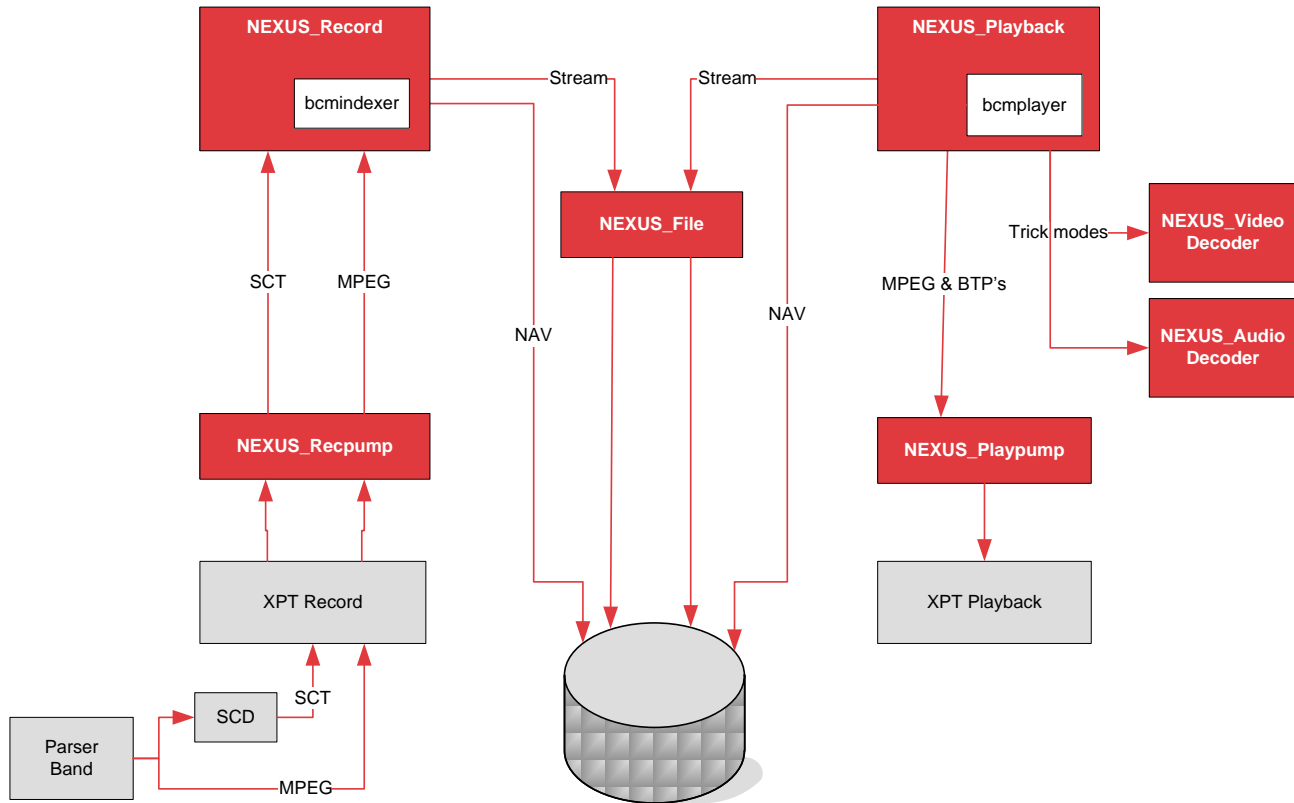 NEXUS_Record
NEXUS_Playback
bcmindexer
Stream
Stream
bcmplayer
NEXUS_File
NEXUS_Video
Decoder
Trick modes
SCT
MPEG
MPEG & BTP's
NAV
NAV
NEXUS_Audio
Decoder
NEXUS_Recpump
NEXUS_Playpump
XPT Record
XPT Playback
SCT
SCD
Parser
Band
MPEG